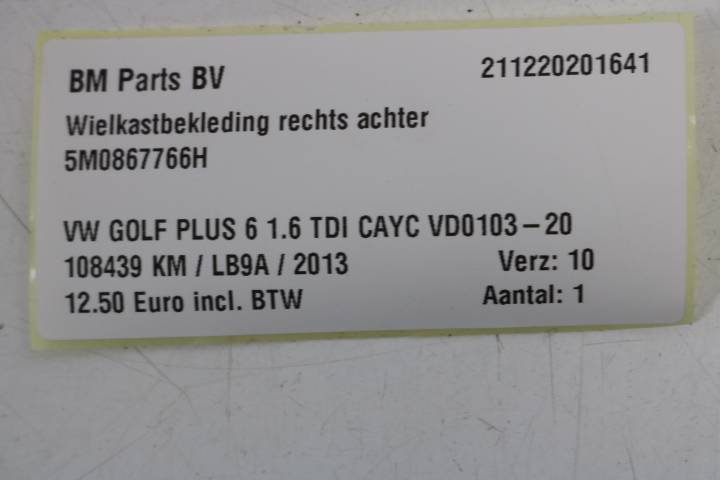 BM Parts BV 211220201641
Wielkastbekleding rechts achter
5M0867766H
VW GOLF PLUS 6 1.6 TDI CAYC VD0103-20
108439 KM / LB9A / 2013 Verz: 10
12.50 Euro incl. BTW Aantal: 1